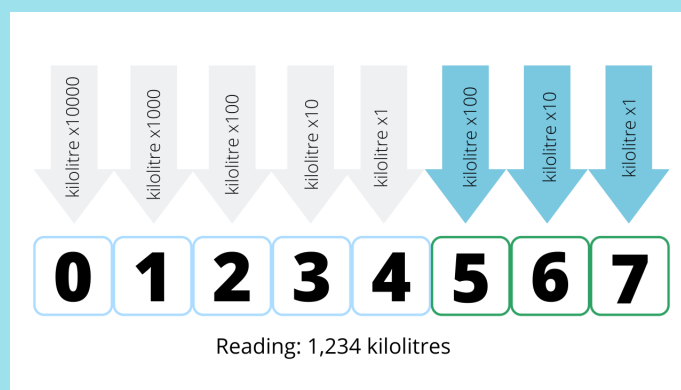 kilolitre x10000
kilolitre x1000
kilolitre x100
kilolitre x10
kilolitre x1
kilolitre x100
kilolitre x10
kilolitre x1
0 1 2 3 4 5 6 7
Reading: 1,234 kilolitres